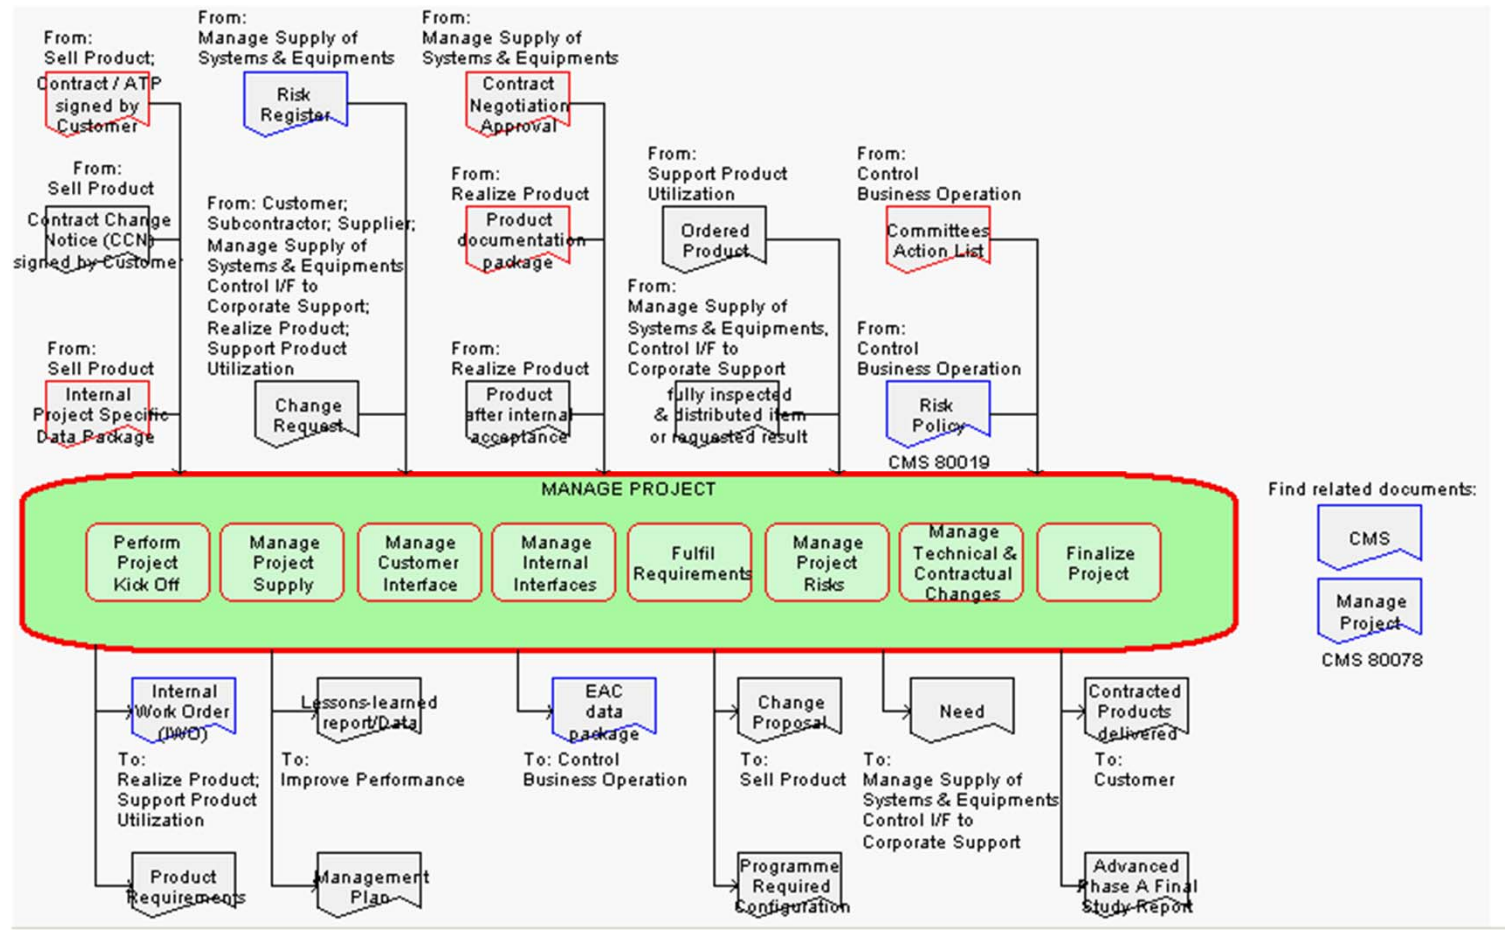 From:
Sell Product;
Contract / ATP
signed by
Customer
From:
Manage Supply of
Systems & Equipments
Risk
Register
From:
Manage Supply of
Systems & Equipments
Contract
Negotiation
Approval
From:
Sell Product
Contract Change
Notice (CCN)
signed by Customer
From: Customer;
Subcontractor; Supplier;
Manage Supply of
Systems & Equipments
Control I/F to
Corporate Support;
Realize Product;
Support Product
Utilization
Change
Request
From:
Realize Product
Product
documentation
package
From:
Support Product
Utilization
Ordered
Product
From:
Control
Business Operation
Committees
Action List
From:
Sell Product
Internal
Project Specific
Data Package
From:
Realize Product
Product
after internal
acceptance
From:
Manage Supply of
Systems & Equipments,
Control I/F to
Corporate Support
fully inspected
& distributed item
or requested result
From:
Control
Business Operation
Risk
Policy
CMS 80019
MANAGE PROJECT
Perform
Project
Kick Off
Manage
Project
Supply
Manage
Customer
Interface
Manage
Internal
Interfaces
Fulfil
Requirements
Manage
Project
Risks
Manage
Technical &
Contractual
Changes
Finalize
Project
Find related documents:
CMS
Manage
Project
CMS 80078
Internal
Work Order
(IWO)
To:
Realize Product;
Support Product
Utilization
Product
Requirements
Lessons-learned
report/Data
To:
Improve Performance
Management
Plan
EAC
data
package
To: Control
Business Operation
Change
Proposal
To:
Sell Product
Programme
Required
Configuration
Need
To:
Manage Supply of
Systems & Equipments
Control I/F to
Corporate Support
Contracted
Products
delivered
To:
Customer
Advanced
Phase A Final
Study Report